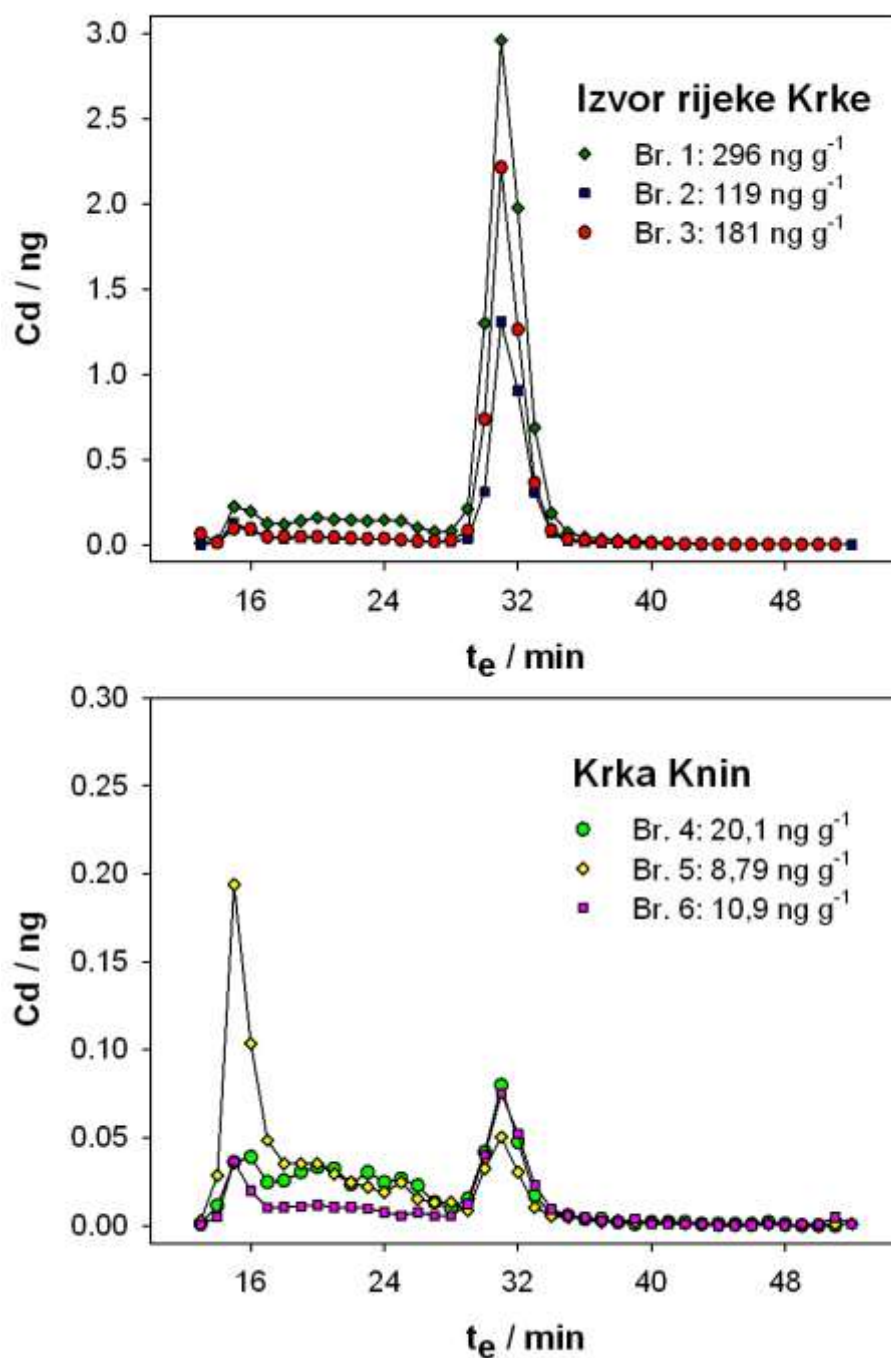 3.0
2.5
2.0
1.5
1.0
0.5
0.0
Cd / ng
Izvor rijeke Krke
Br. 1: 296 ng g⁻¹
Br. 2: 119 ng g⁻¹
Br. 3: 181 ng g⁻¹
16 24 32 40 48
tₑ / min
0.30
0.25
0.20
0.15
0.10
0.05
0.00
Cd / ng
Krka Knin
Br. 4: 20,1 ng g⁻¹
Br. 5: 8,79 ng g⁻¹
Br. 6: 10,9 ng g⁻¹
16 24 32 40 48
tₑ / min